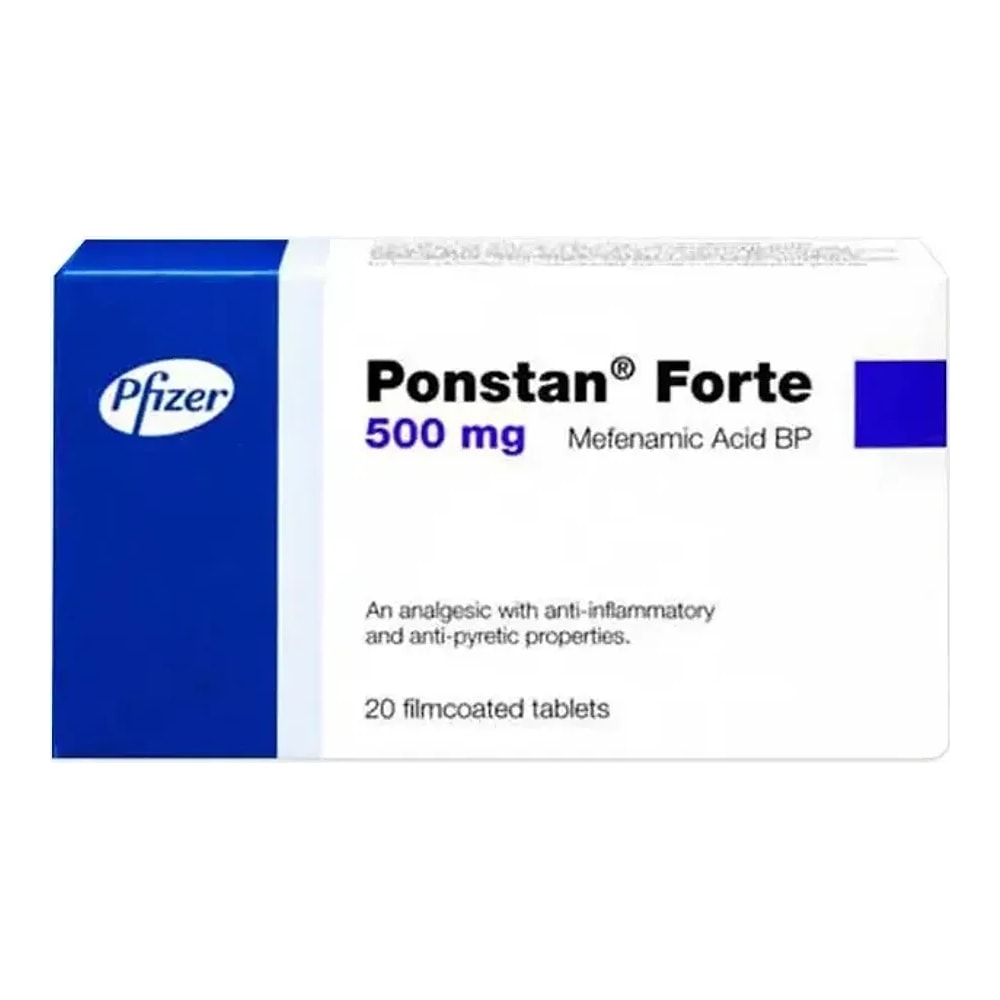 Pfizer
Ponstan® Forte
500 mg Mefenamic Acid BP
An analgesic with anti-inflammatory
and anti-pyretic properties.
20 filmcoated tablets